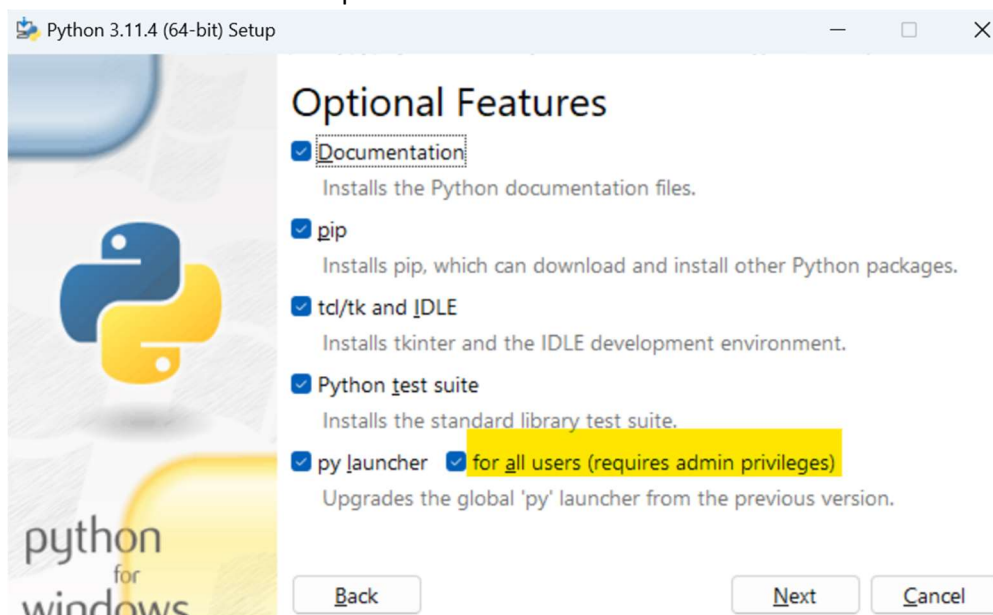 Python 3.11.4 (64-bit) Setup
Optional Features
Documentation
Installs the Python documentation files.
pip
Installs pip, which can download and install other Python packages.
tcl/tk and IDLE
Installs tkinter and the IDLE development environment.
Python test suite
Installs the standard library test suite.
py launcher for all users (requires admin privileges)
Upgrades the global 'py' launcher from the previous version.
python
for
windows
Back Next Cancel